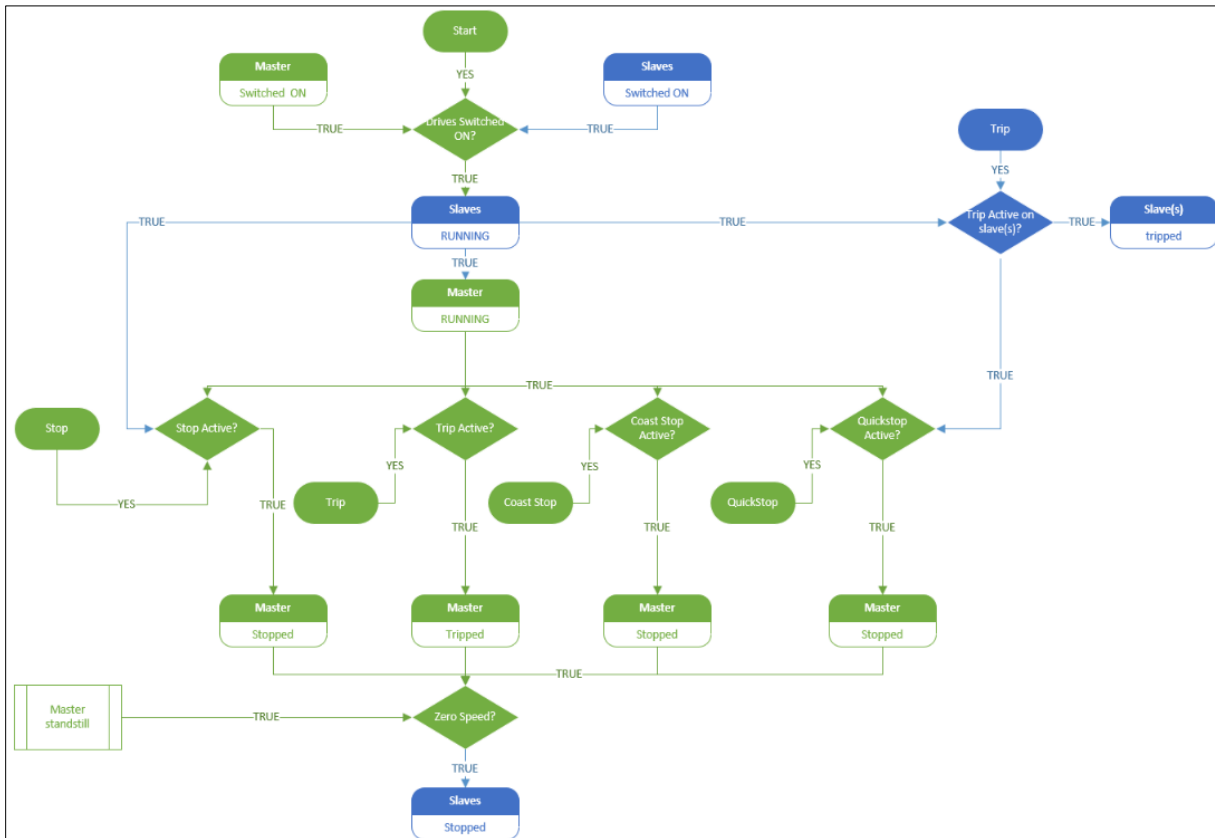 Start
Master
Switched ON
YES
Slaves
Switched ON
TRUE
Drives Switched
ON?
TRUE
Trip
YES
TRUE
TRUE
Slaves
RUNNING
TRUE
Trip Active on
slave(s)?
TRUE
Slave(s)
tripped
TRUE
Master
RUNNING
TRUE
TRUE
Stop
Stop Active?
Trip Active?
Coast Stop
Active?
Quickstop
Active?
YES
YES
YES
YES
TRUE
Trip
Coast Stop
QuickStop
TRUE
TRUE
TRUE
Master
Stopped
Master
Tripped
Master
Stopped
Master
Stopped
TRUE
Master
standstill
TRUE
Zero Speed?
TRUE
Slaves
Stopped